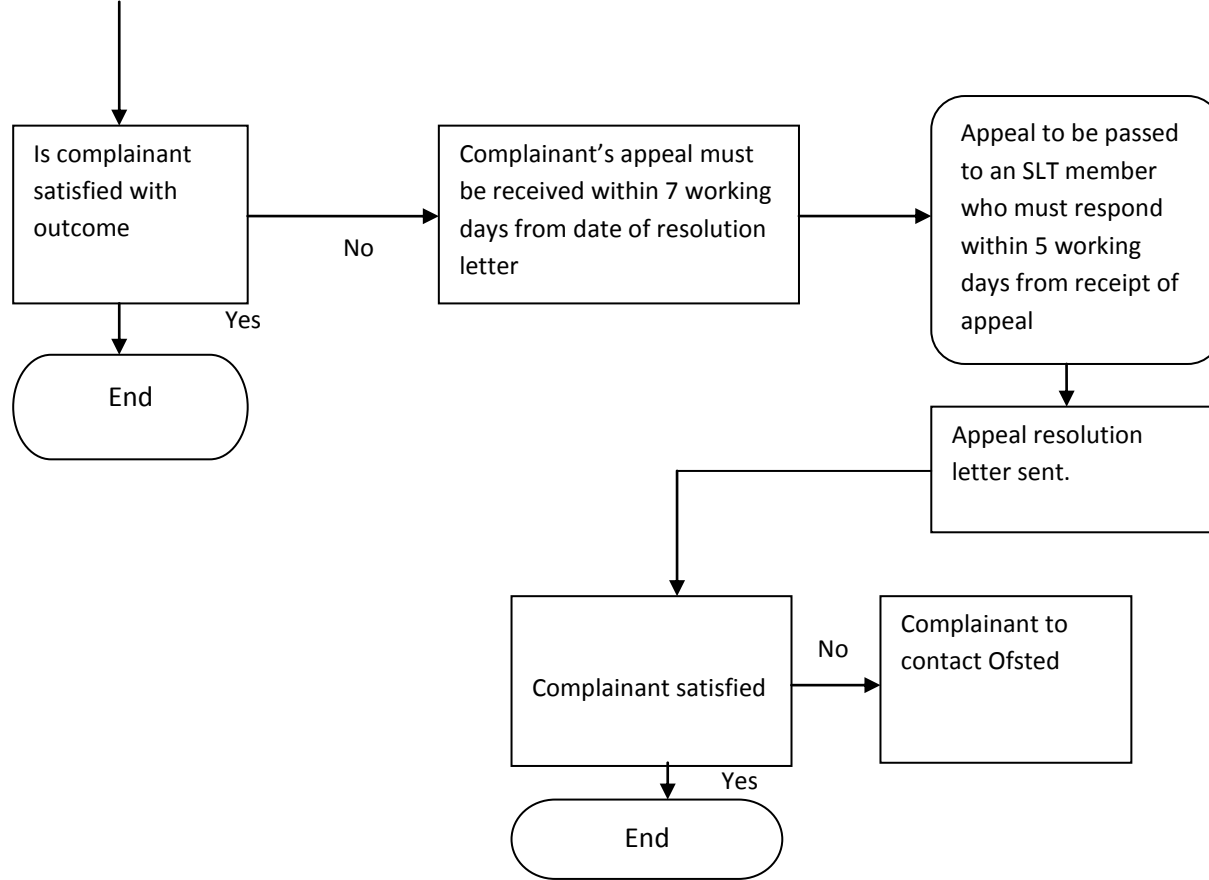 Is complainant
satisfied with
outcome
No
Yes
End
Complainant’s appeal must
be received within 7 working
days from date of resolution
letter
Appeal to be passed
to an SLT member
who must respond
within 5 working
days from receipt of
appeal
Appeal resolution
letter sent.
Complainant satisfied
No
Yes
End
Complainant to
contact Ofsted